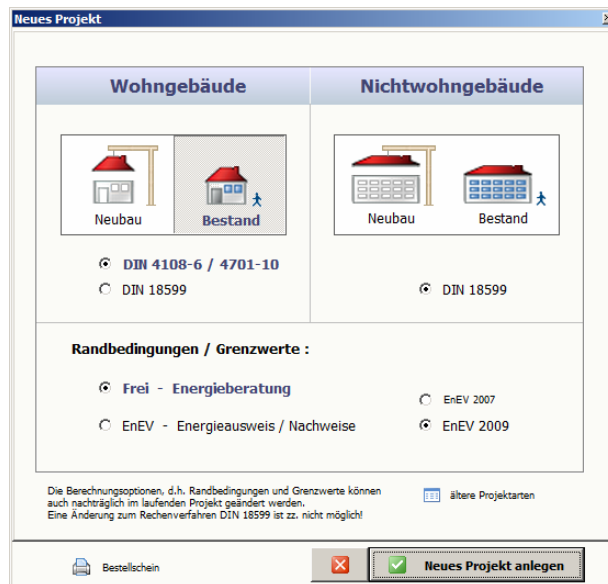 Neues Projekt
Wohngebäude
Nichtwohngebäude
Neubau
Bestand
Neubau
Bestand
DIN 4108-6 / 4701-10
DIN 18599
DIN 18599
Randbedingungen / Grenzwerte :
Frei - Energieberatung
EnEV 2007
EnEV - Energieausweis / Nachweise
EnEV 2009
Die Berechnungsoptionen, d.h. Randbedingungen und Grenzwerte können
auch nachträglich im laufenden Projekt geändert werden.
Eine Änderung zum Rechenverfahren DIN 18599 ist zz. nicht möglich!
ältere Projektarten
Bestellschein
Neues Projekt anlegen